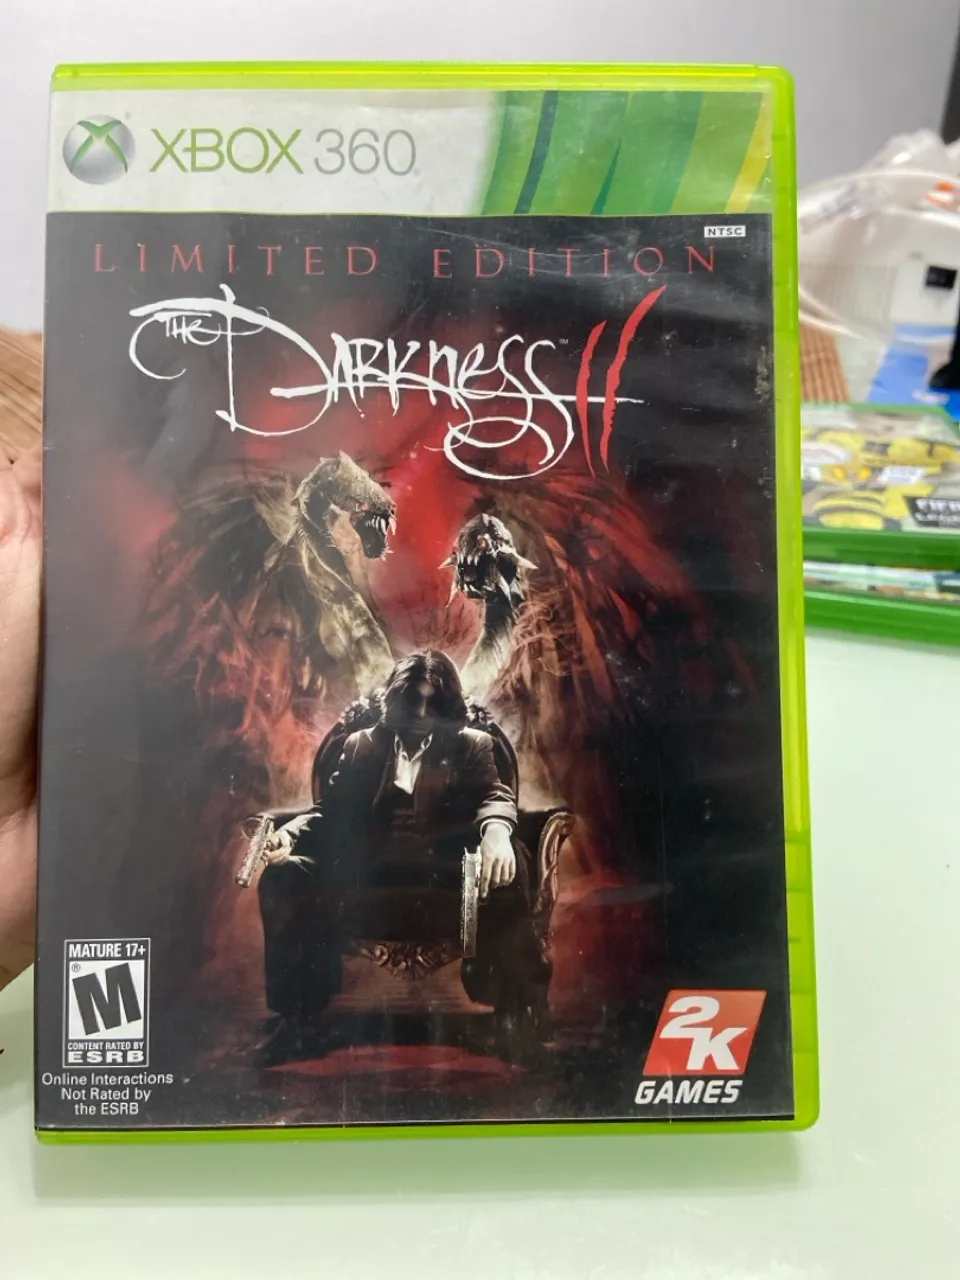 XBOX 360
NTSC
LIMITED EDITION
THE DARKNESS II
™
MATURE 17+
M
®
CONTENT RATED BY
ESRB
Online Interactions
Not Rated by
the ESRB
2K
GAMES